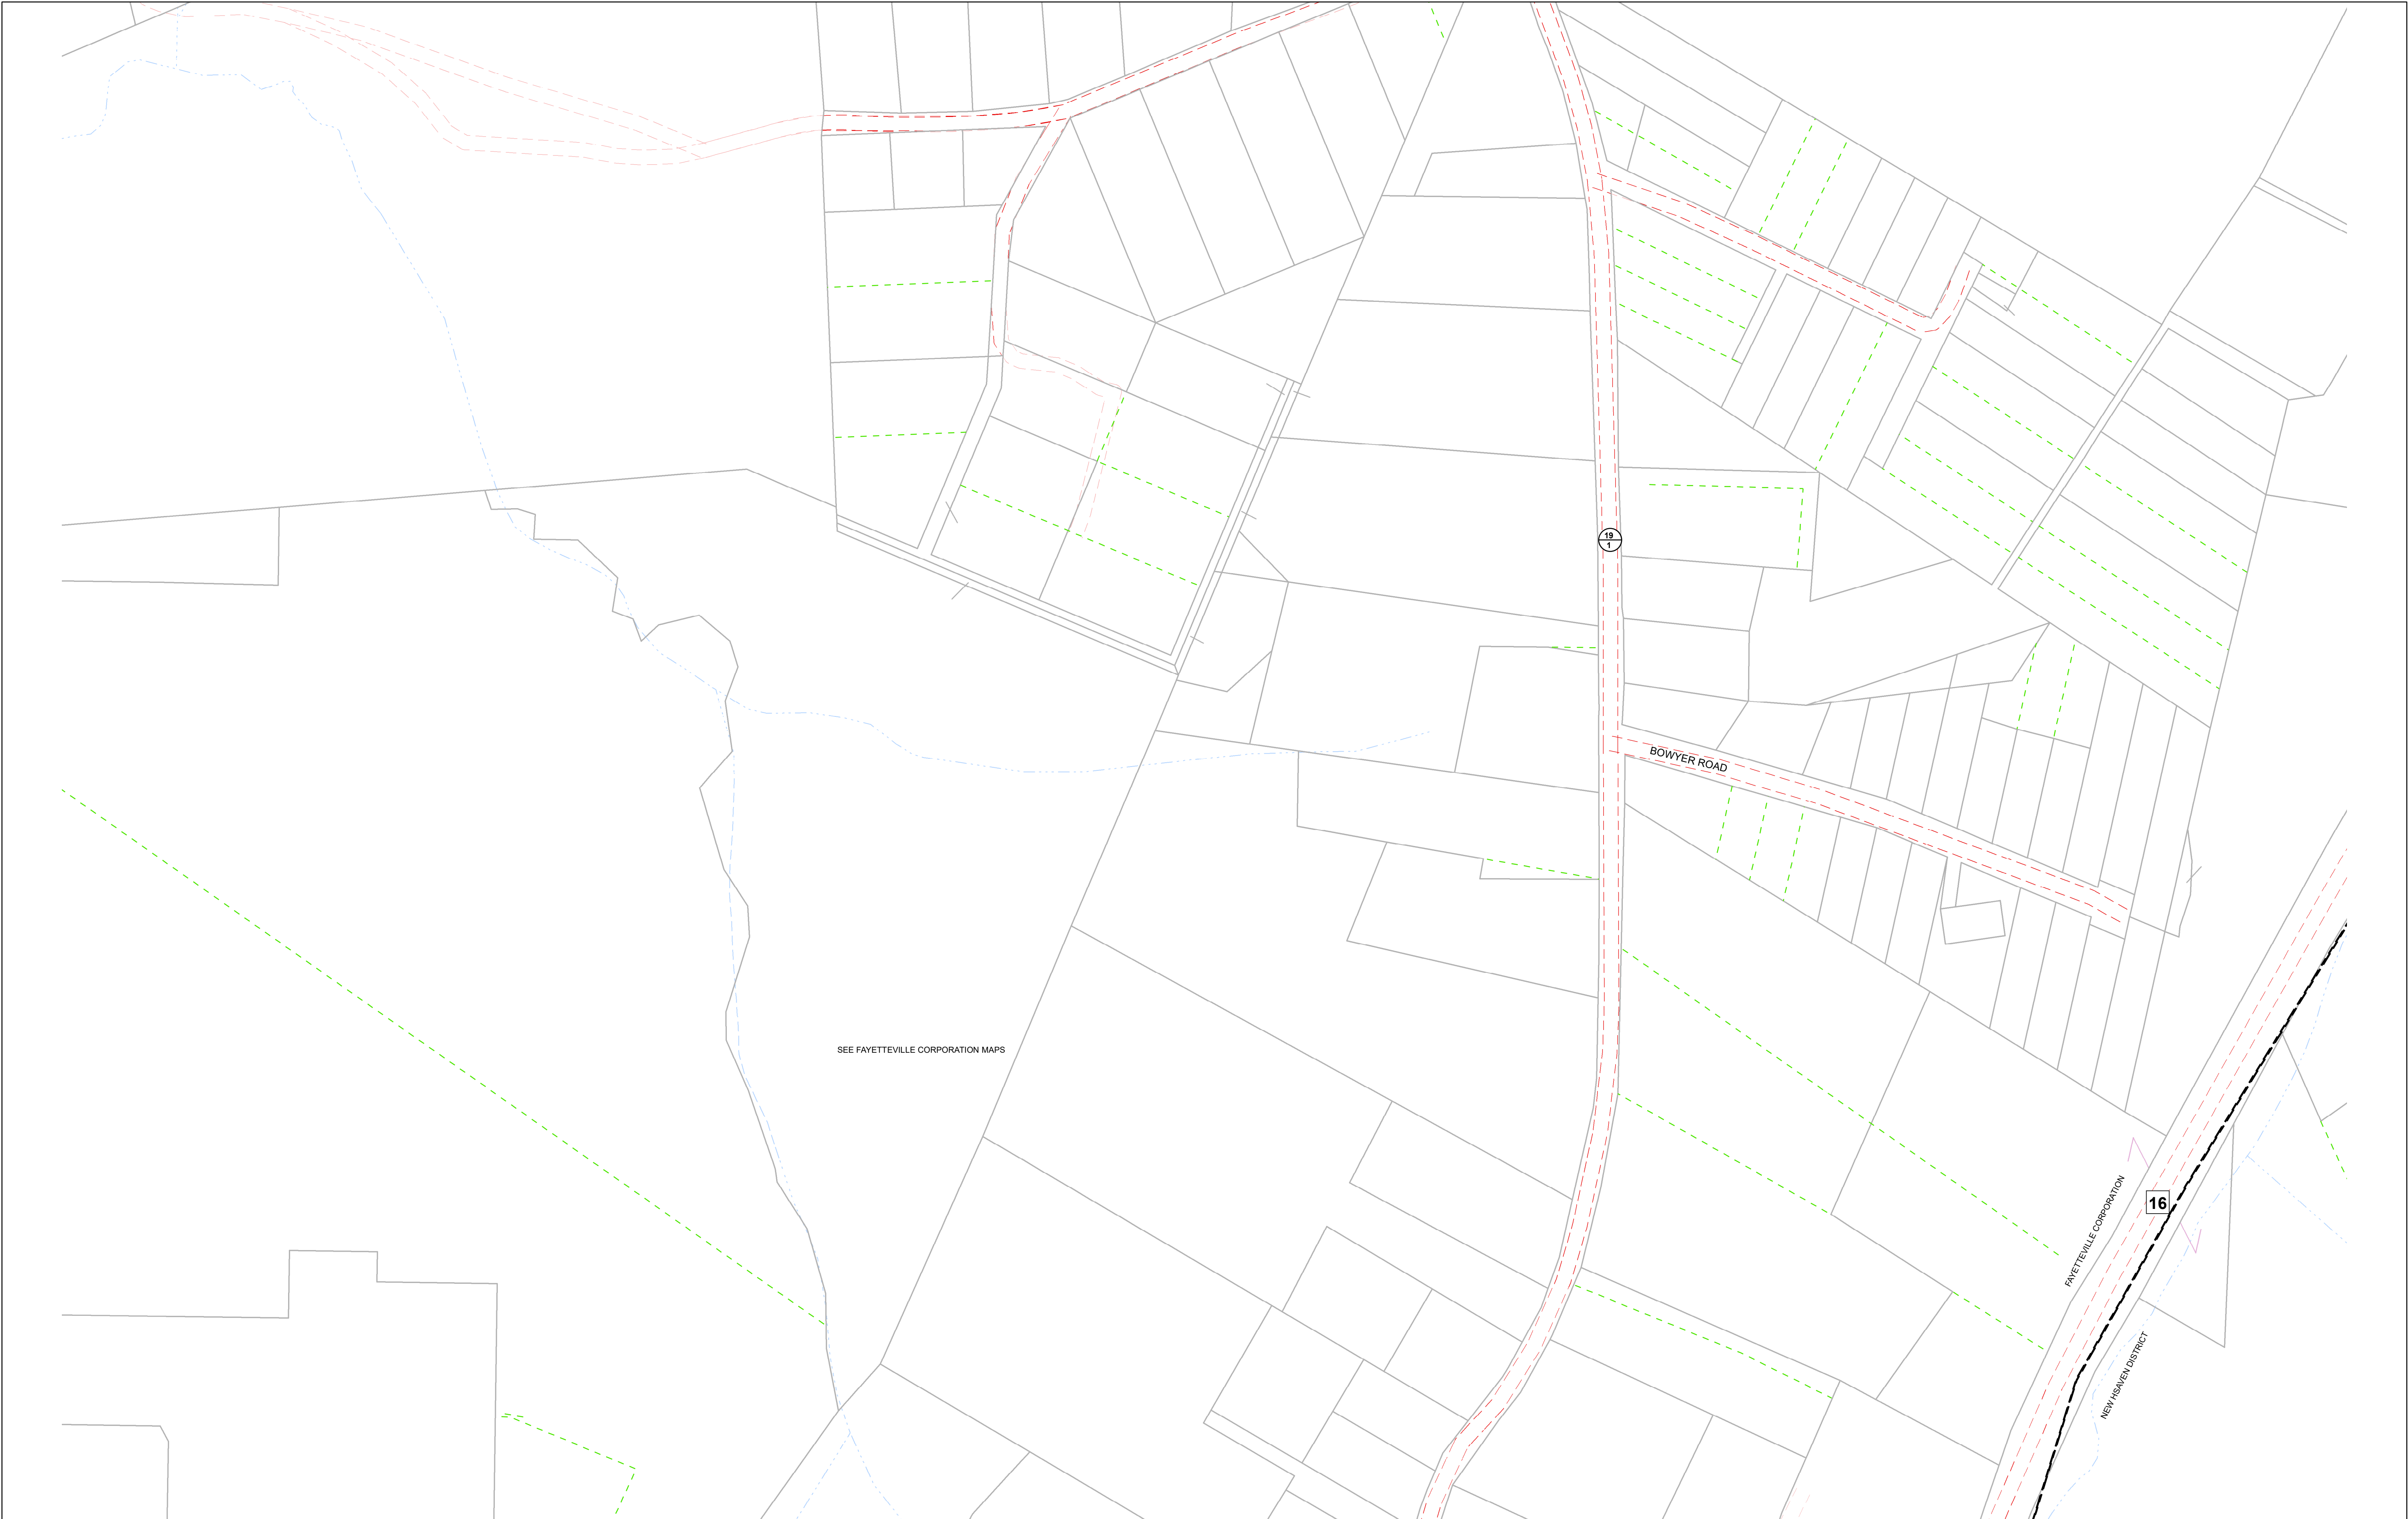 19
1
BOWYER ROAD
SEE FAYETTEVILLE CORPORATION MAPS
FAYETTEVILLE CORPORATION
16
NEW HSAVEN DISTRICT